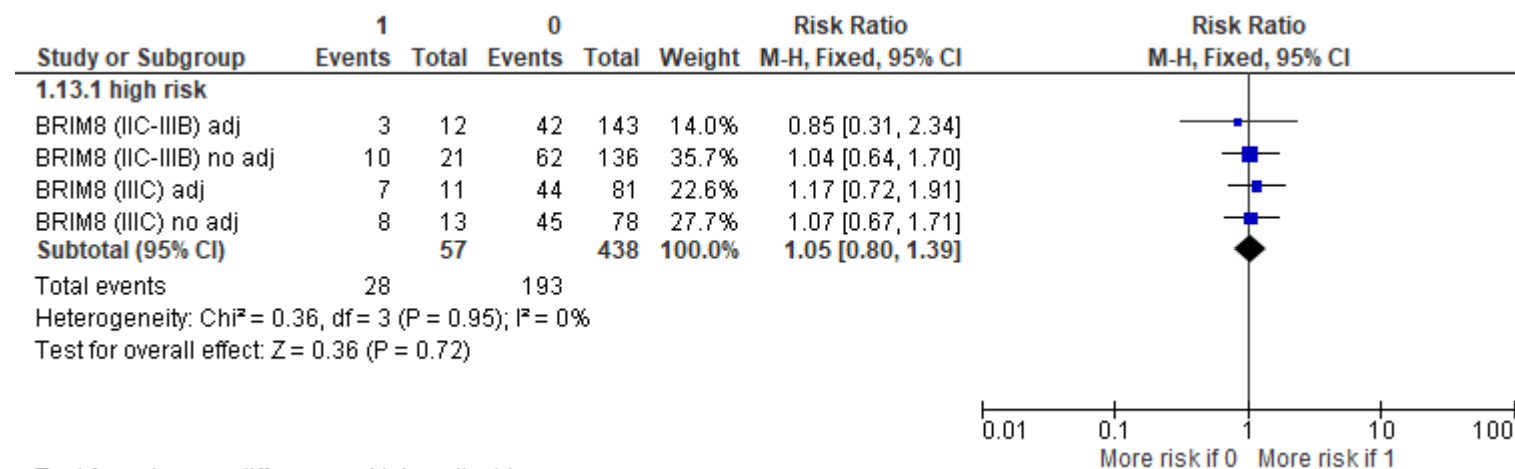 1 0 Risk Ratio Risk Ratio
Study or Subgroup Events Total Events Total Weight M-H, Fixed, 95% CI M-H, Fixed, 95% CI
1.13.1 high risk
BRIM8 (IIC-IIIB) adj 3 12 42 143 14.0% 0.85 [0.31, 2.34]
BRIM8 (IIC-IIIB) no adj 10 21 62 136 35.7% 1.04 [0.64, 1.70]
BRIM8 (IIIC) adj 7 11 44 81 22.6% 1.17 [0.72, 1.91]
BRIM8 (IIIC) no adj 8 13 45 78 27.7% 1.07 [0.67, 1.71]
Subtotal (95% CI) 57 438 100.0% 1.05 [0.80, 1.39]
Total events 28 193
Heterogeneity: Chi² = 0.36, df = 3 (P = 0.95); I² = 0%
Test for overall effect: Z = 0.36 (P = 0.72)
0.01 0.1 1 10 100
More risk if 0 More risk if 1